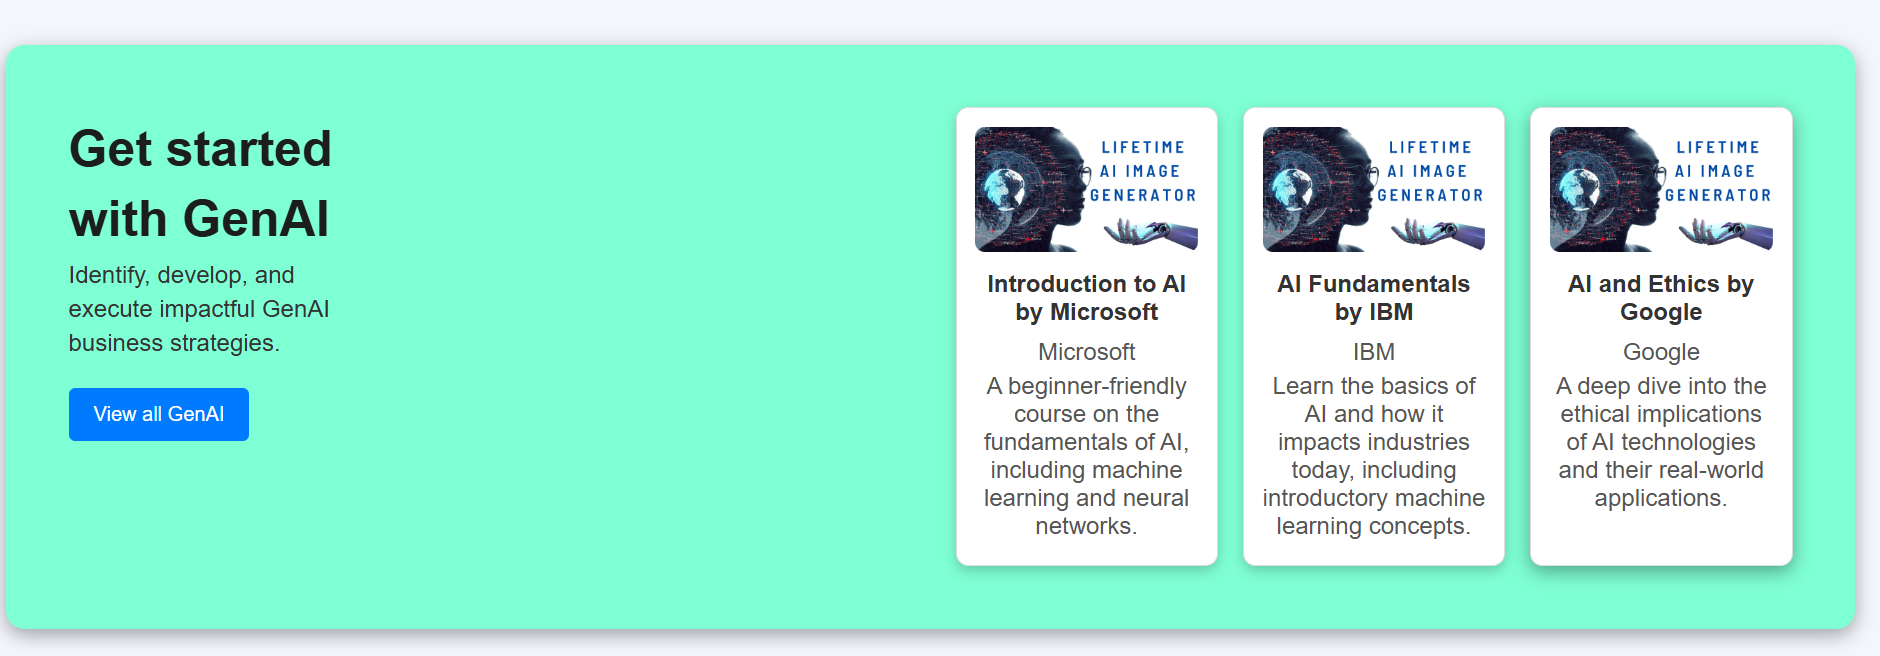 Get started
with GenAI
Identify, develop, and
execute impactful GenAI
business strategies.
View all GenAI
LIFETIME
AI IMAGE
GENERATOR
Introduction to AI
by Microsoft
Microsoft
A beginner-friendly
course on the
fundamentals of AI,
including machine
learning and neural
networks.
LIFETIME
AI IMAGE
GENERATOR
AI Fundamentals
by IBM
IBM
Learn the basics of
AI and how it
impacts industries
today, including
introductory machine
learning concepts.
LIFETIME
AI IMAGE
GENERATOR
AI and Ethics by
Google
Google
A deep dive into the
ethical implications
of AI technologies
and their real-world
applications.